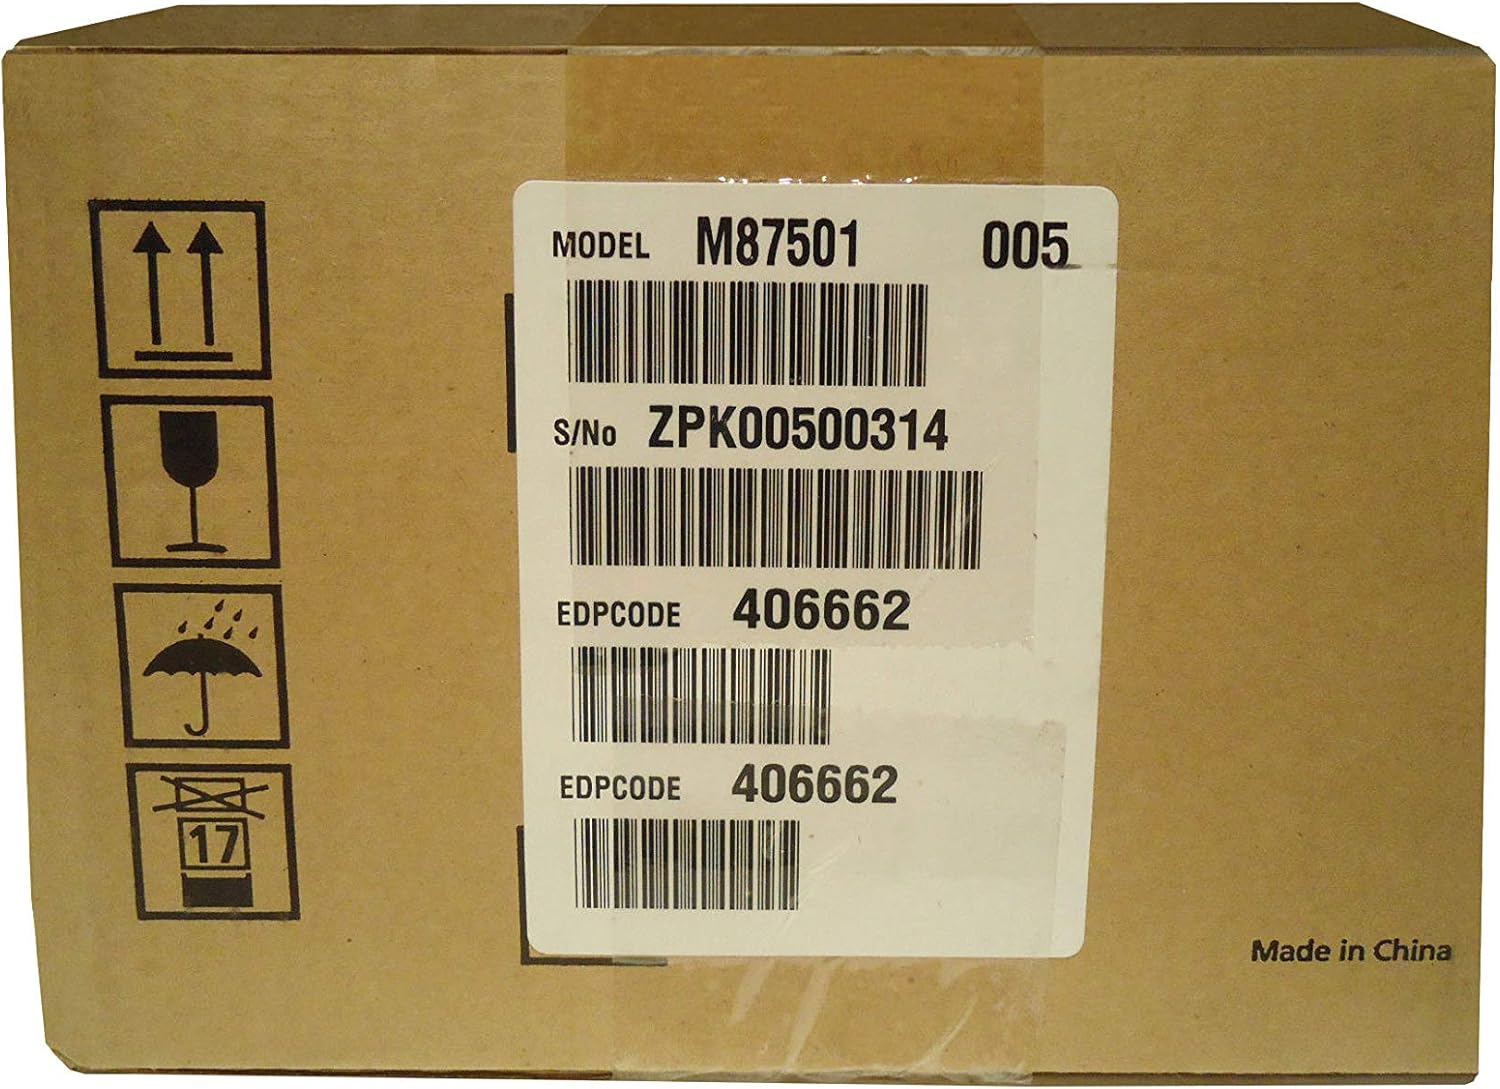 MODEL M87501 005
S/No ZPK00500314
EDPCODE 406662
EDPCODE 406662
17
Made in China